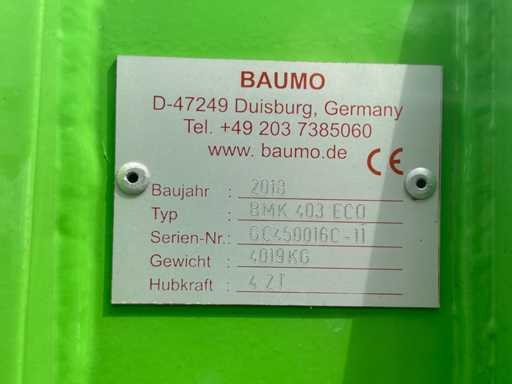 BAUMO
D-47249 Duisburg, Germany
Tel. +49 203 7385060
www. baumo.de CE
Baujahr : 2018
Typ : BMK 403 ECO
Serien-Nr.: GC450016C-11
Gewicht : 4019KG
Hubkraft : 4 ZT